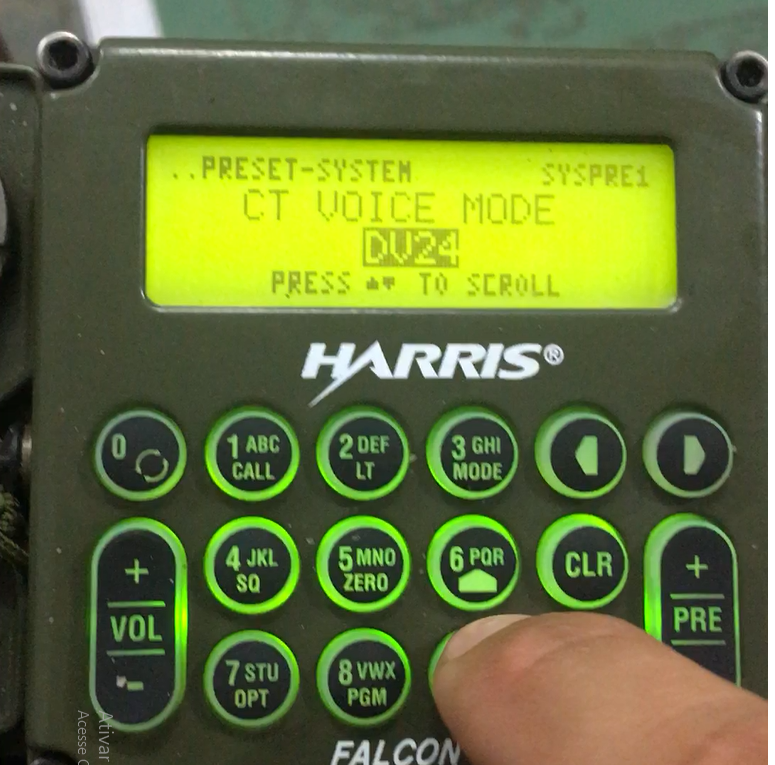 ..PRESET-SYSTEM SYSPRE1
CT VOICE MODE
DV24
PRESS TO SCROLL
HARRIS®
0
1 ABC
CALL
2 DEF
LT
3 GHI
MODE
+
VOL
-
4 JKL
SQ
5 MNO
ZERO
6 PQR
CLR
+
PRE
7 STU
OPT
8 VWX
PGM
FALCON
Ativar
Acesse